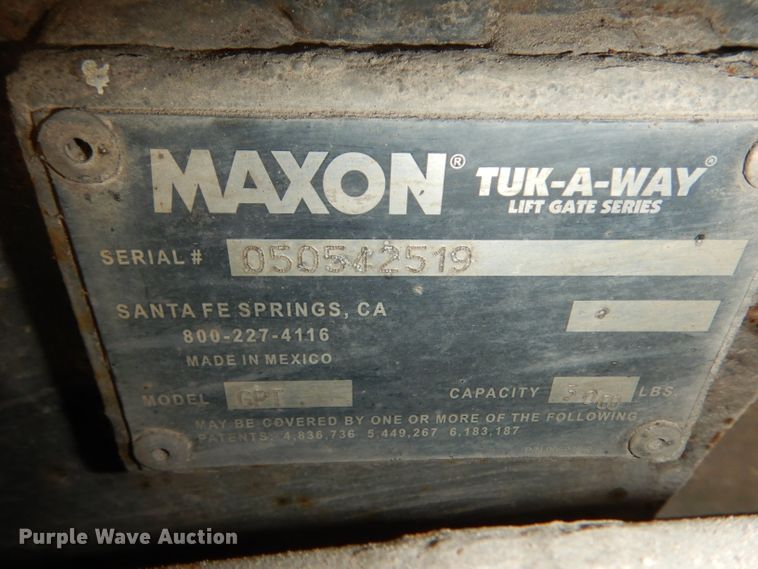 MAXON® TUK-A-WAY®
LIFT GATE SERIES
SERIAL # 050542519
SANTA FE SPRINGS, CA
800-227-4116
MADE IN MEXICO
MODEL GPT CAPACITY LBS.
MAY BE COVERED BY ONE OR MORE OF THE FOLLOWING
PATENTS: 4,836,736 5,449,267 6,183,187
Purple Wave Auction